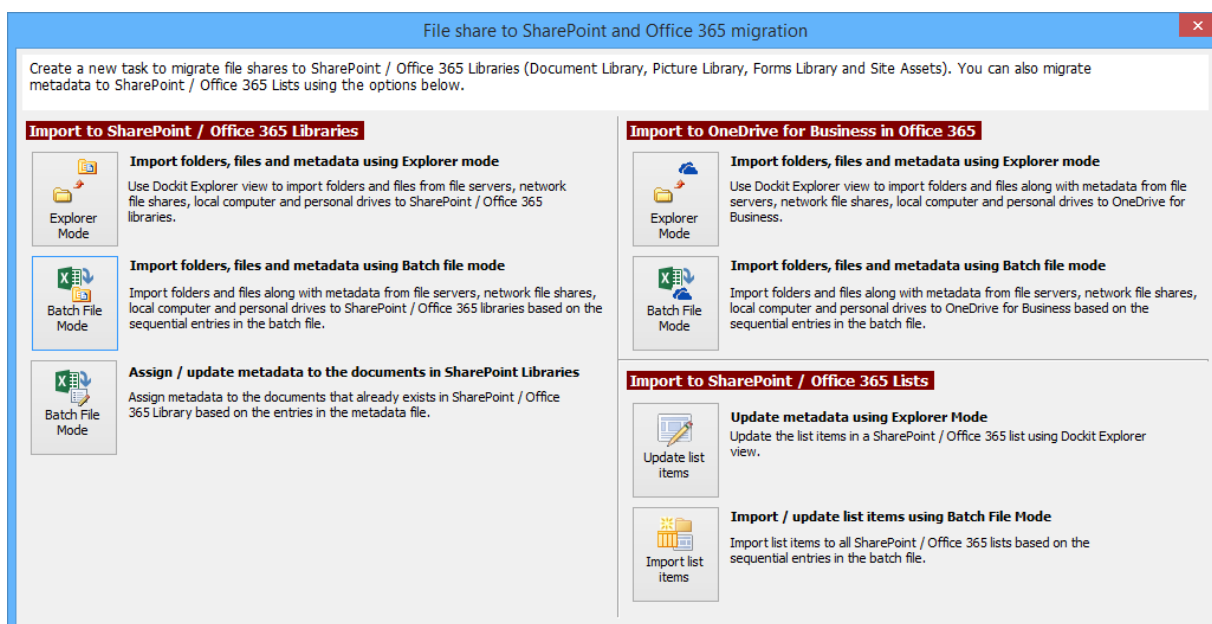 File share to SharePoint and Office 365 migration
Create a new task to migrate file shares to SharePoint / Office 365 Libraries (Document Library, Picture Library, Forms Library and Site Assets). You can also migrate
metadata to SharePoint / Office 365 Lists using the options below.
Import to SharePoint / Office 365 Libraries
Explorer
Mode
Import folders, files and metadata using Explorer mode
Use Dockit Explorer view to import folders and files from file servers, network
file shares, local computer and personal drives to SharePoint / Office 365
libraries.
Batch File
Mode
Import folders, files and metadata using Batch file mode
Import folders and files along with metadata from file servers, network file shares,
local computer and personal drives to SharePoint / Office 365 libraries based on the
sequential entries in the batch file.
Batch File
Mode
Assign / update metadata to the documents in SharePoint Libraries
Assign metadata to the documents that already exists in SharePoint / Office
365 Library based on the entries in the metadata file.
Import to OneDrive for Business in Office 365
Explorer
Mode
Import folders, files and metadata using Explorer mode
Use Dockit Explorer view to import folders and files along with metadata from file
servers, network file shares, local computer and personal drives to OneDrive for
Business.
Batch File
Mode
Import folders, files and metadata using Batch file mode
Import folders and files along with metadata from file servers, network file shares,
local computer and personal drives to OneDrive for Business based on the
sequential entries in the batch file.
Import to SharePoint / Office 365 Lists
Update list
items
Update metadata using Explorer Mode
Update the list items in a SharePoint / Office 365 list using Dockit Explorer
view.
Import list
items
Import / update list items using Batch File Mode
Import list items to all SharePoint / Office 365 lists based on the
sequential entries in the batch file.